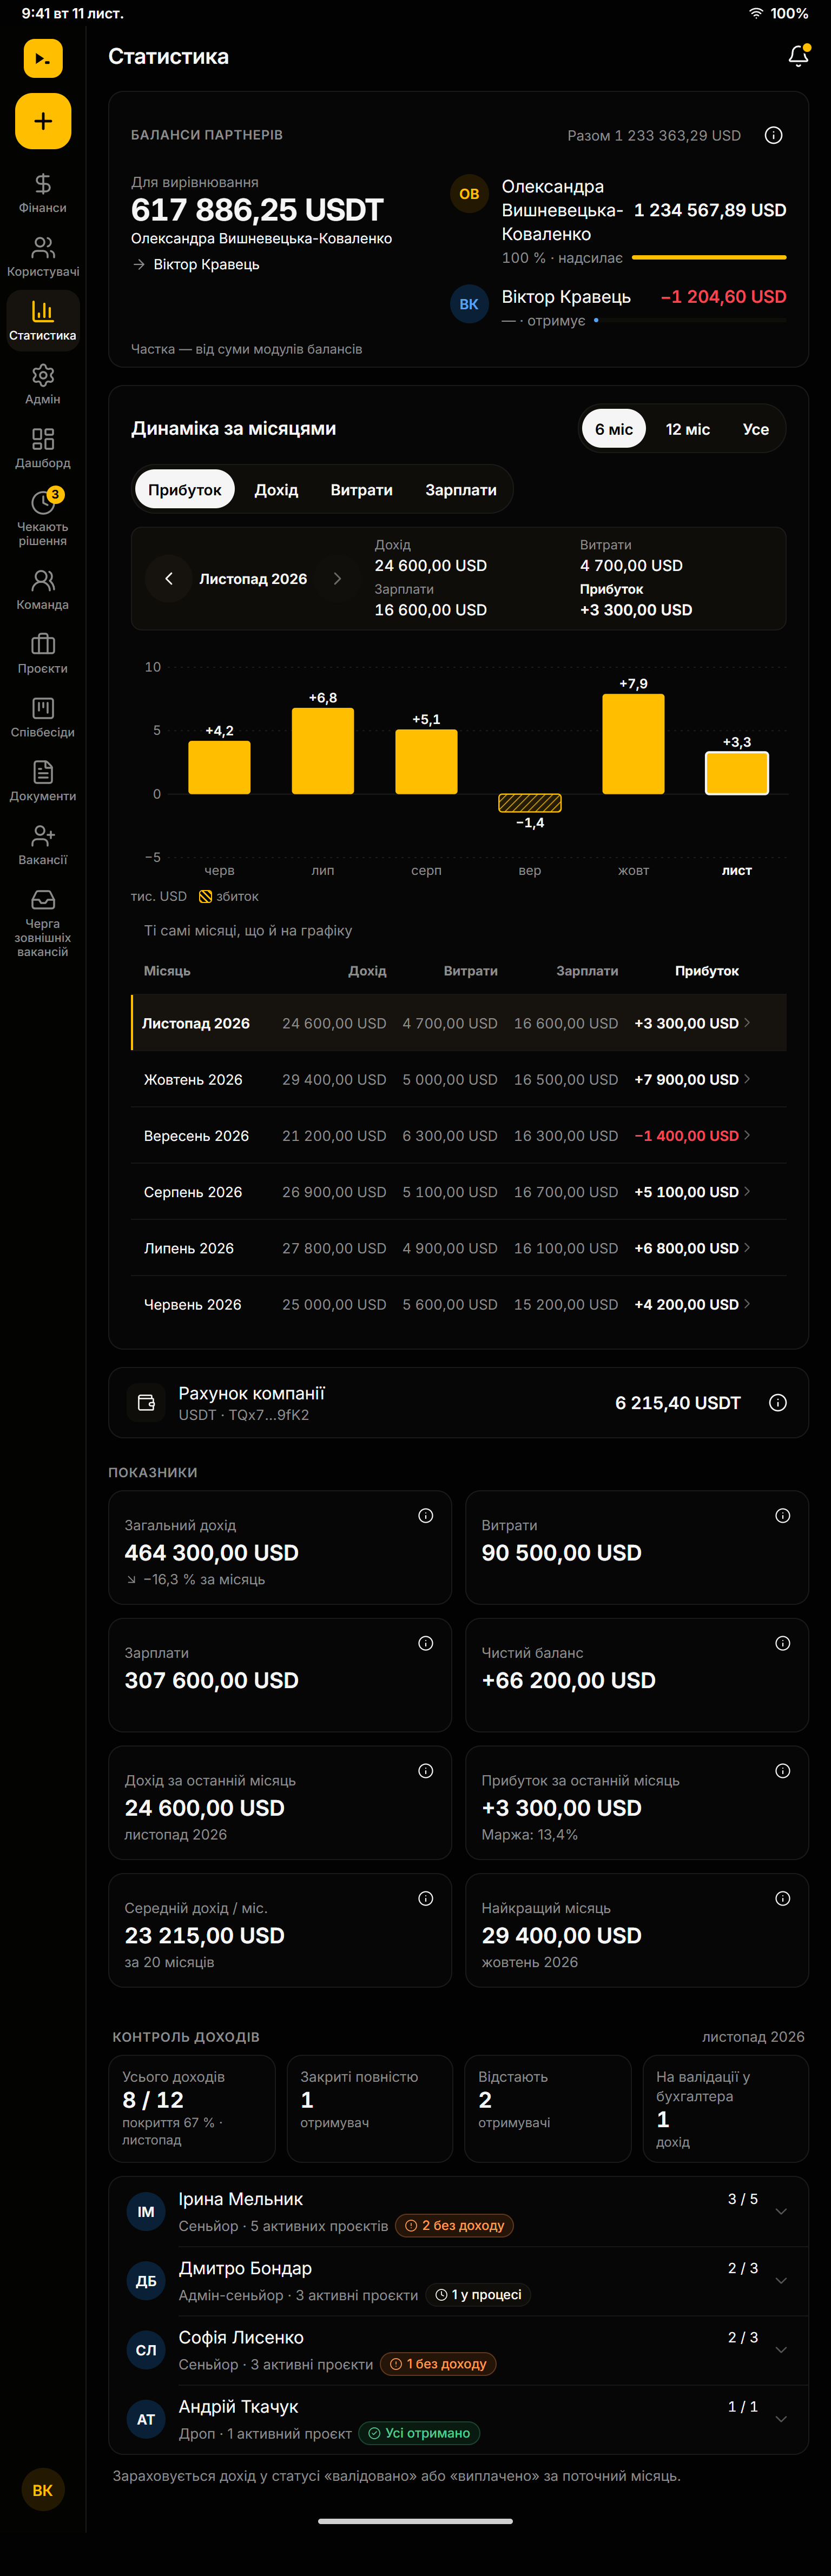 9:41 вт 11 лист.
100%
Статистика
Фінанси
Користувачі
Статистика
Адмін
Дашборд
3
Чекають
рішення
Команда
Проєкти
Співбесіди
Документи
Вакансії
Черга
зовнішніх
вакансій
ВК
БАЛАНСИ ПАРТНЕРІВ
Разом 1 233 363,29 USD
Для вирівнювання
617 886,25 USDT
Олександра Вишневецька-Коваленко
→ Віктор Кравець
ОВ
Олександра
Вишневецька- 1 234 567,89 USD
Коваленко
100 % · надсилає
ВК
Віктор Кравець −1 204,60 USD
— · отримує
Частка — від суми модулів балансів
Динаміка за місяцями
6 міс 12 міс Усе
Прибуток Дохід Витрати Зарплати
Листопад 2026
Дохід
24 600,00 USD
Витрати
4 700,00 USD
Зарплати
16 600,00 USD
Прибуток
+3 300,00 USD
10
5
0
−5
+4,2
+6,8
+5,1
−1,4
+7,9
+3,3
черв лип серп вер жовт лист
тис. USD збиток
Ті самі місяці, що й на графіку
Місяць Дохід Витрати Зарплати Прибуток
Листопад 2026 24 600,00 USD 4 700,00 USD 16 600,00 USD +3 300,00 USD
Жовтень 2026 29 400,00 USD 5 000,00 USD 16 500,00 USD +7 900,00 USD
Вересень 2026 21 200,00 USD 6 300,00 USD 16 300,00 USD −1 400,00 USD
Серпень 2026 26 900,00 USD 5 100,00 USD 16 700,00 USD +5 100,00 USD
Липень 2026 27 800,00 USD 4 900,00 USD 16 100,00 USD +6 800,00 USD
Червень 2026 25 000,00 USD 5 600,00 USD 15 200,00 USD +4 200,00 USD
Рахунок компанії
USDT · TQx7…9fK2
6 215,40 USDT
ПОКАЗНИКИ
Загальний дохід
464 300,00 USD
−16,3 % за місяць
Витрати
90 500,00 USD
Зарплати
307 600,00 USD
Чистий баланс
+66 200,00 USD
Дохід за останній місяць
24 600,00 USD
листопад 2026
Прибуток за останній місяць
+3 300,00 USD
Маржа: 13,4%
Середній дохід / міс.
23 215,00 USD
за 20 місяців
Найкращий місяць
29 400,00 USD
жовтень 2026
КОНТРОЛЬ ДОХОДІВ
листопад 2026
Усього доходів
8 / 12
покриття 67 % ·
листопад
Закриті повністю
1
отримувач
Відстають
2
отримувачі
На валідації у
бухгалтера
1
дохід
ІМ
Ірина Мельник 3 / 5
Сеньйор · 5 активних проєктів 2 без доходу
ДБ
Дмитро Бондар 2 / 3
Адмін-сеньйор · 3 активні проєкти 1 у процесі
СЛ
Софія Лисенко 2 / 3
Сеньйор · 3 активні проєкти 1 без доходу
АТ
Андрій Ткачук 1 / 1
Дроп · 1 активний проєкт Усі отримано
Зараховується дохід у статусі «валідовано» або «виплачено» за поточний місяць.